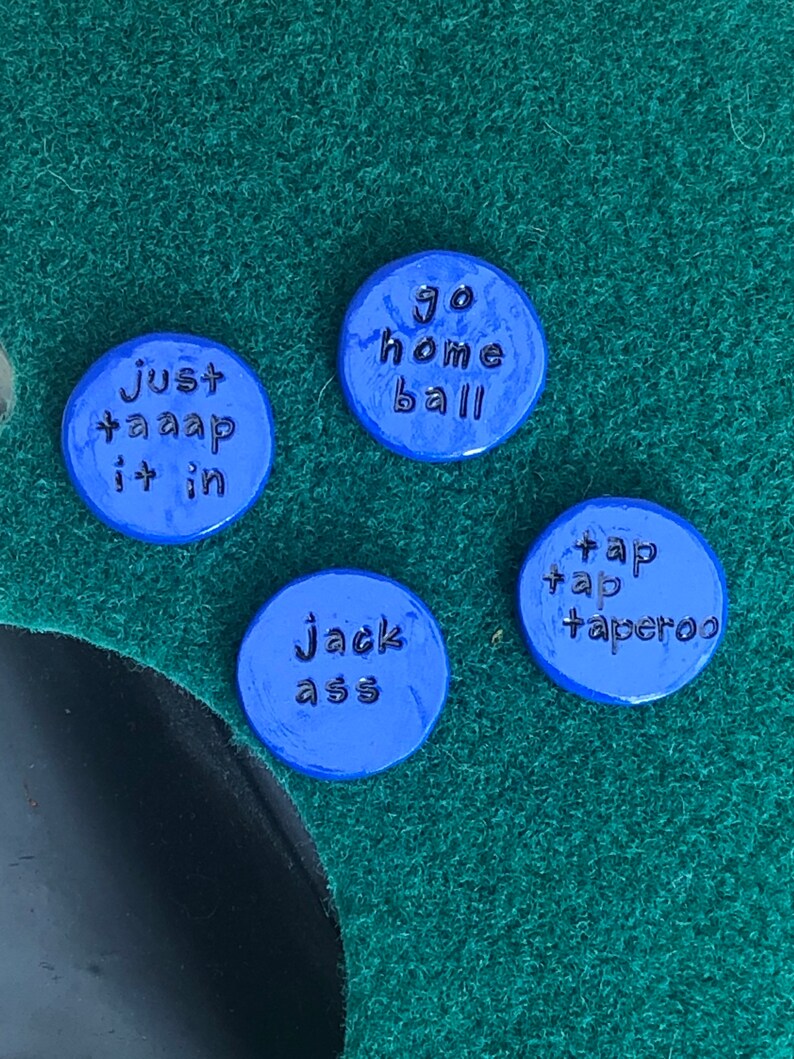 just
taaap
it in
go
home
ball
jack
ass
tap
tap
taperoo